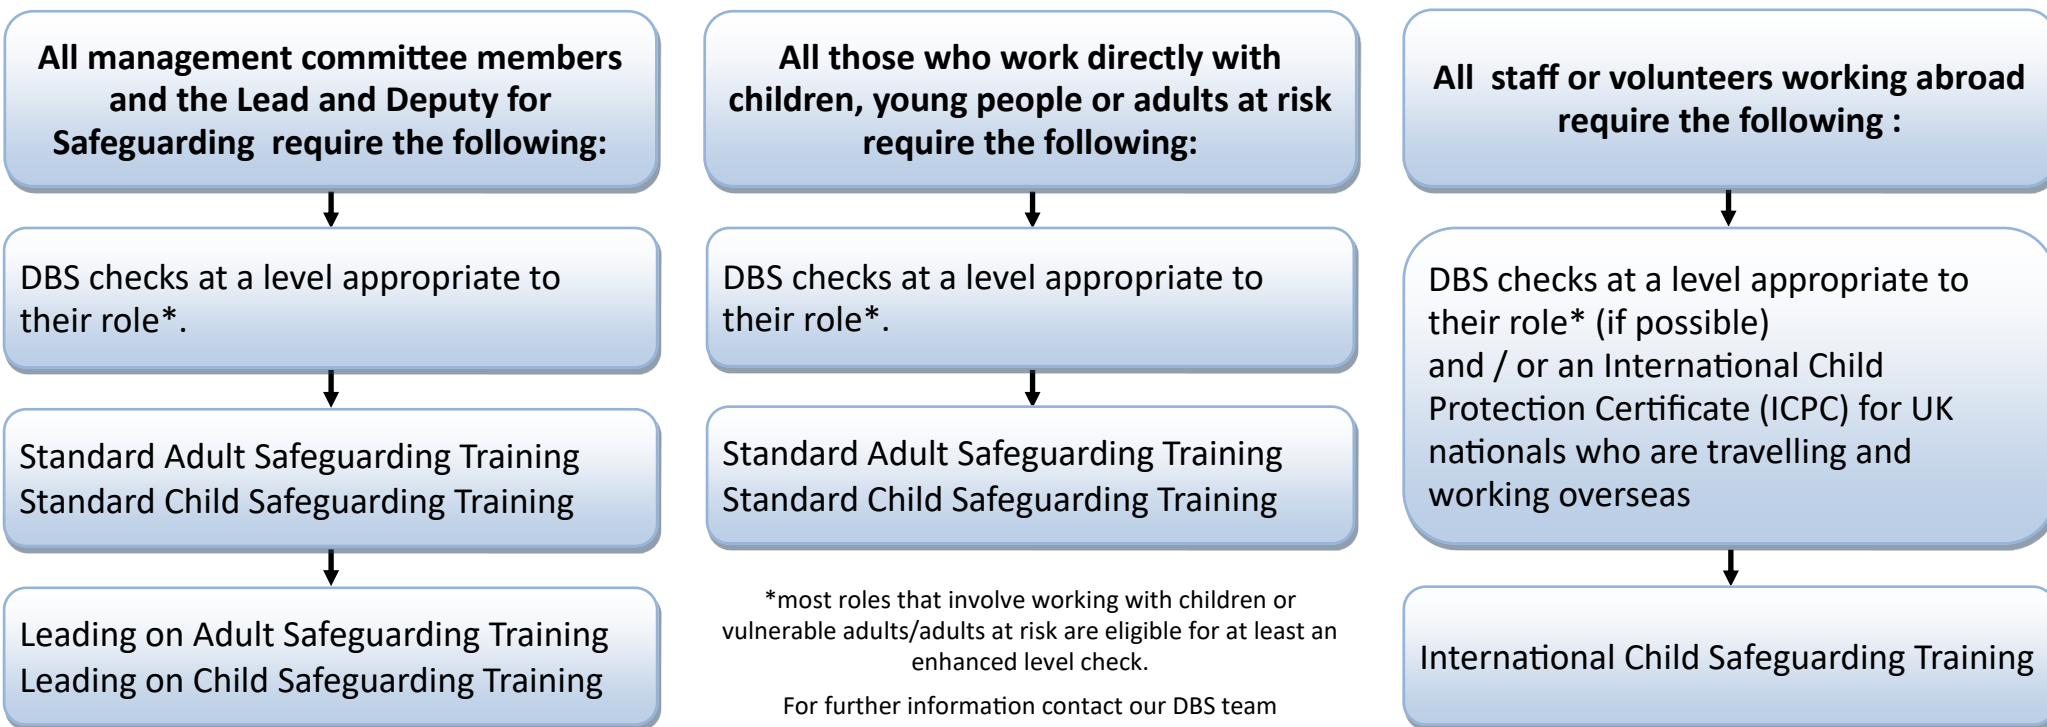 All management committee members
and the Lead and Deputy for
Safeguarding  require the following:
DBS checks at a level appropriate to
their role*.
Standard Adult Safeguarding Training
Standard Child Safeguarding Training
Leading on Adult Safeguarding Training
Leading on Child Safeguarding Training
All those who work directly with
children, young people or adults at risk
require the following:
DBS checks at a level appropriate to
their role*.
Standard Adult Safeguarding Training
Standard Child Safeguarding Training
*most roles that involve working with children or
vulnerable adults/adults at risk are eligible for at least an
enhanced level check.
For further information contact our DBS team
All  staff or volunteers working abroad
require the following :
DBS checks at a level appropriate to
their role* (if possible)
and / or an International Child
Protection Certificate (ICPC) for UK
nationals who are travelling and
working overseas
International Child Safeguarding Training